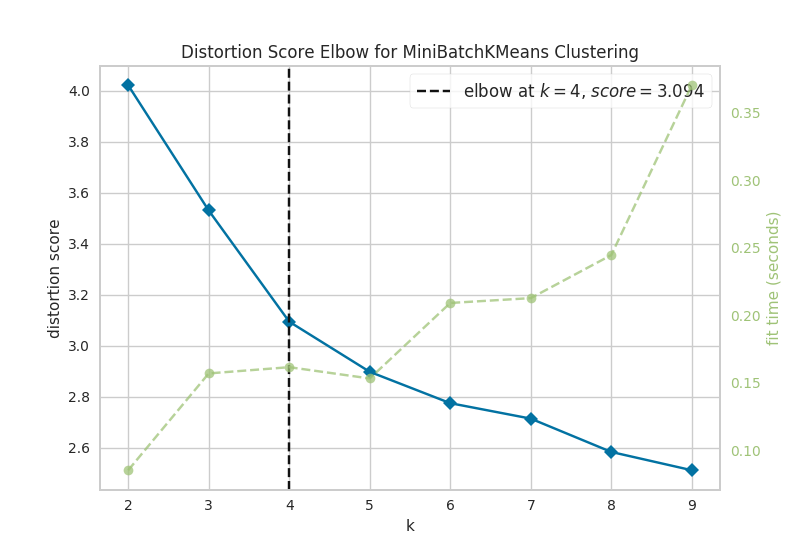 Distortion Score Elbow for MiniBatchKMeans Clustering
elbow at k = 4, score = 3.094
distortion score
4.0
3.8
3.6
3.4
3.2
3.0
2.8
2.6
0.35
0.30
0.25
0.20
0.15
0.10
fit time (seconds)
2 3 4 5 6 7 8 9
k